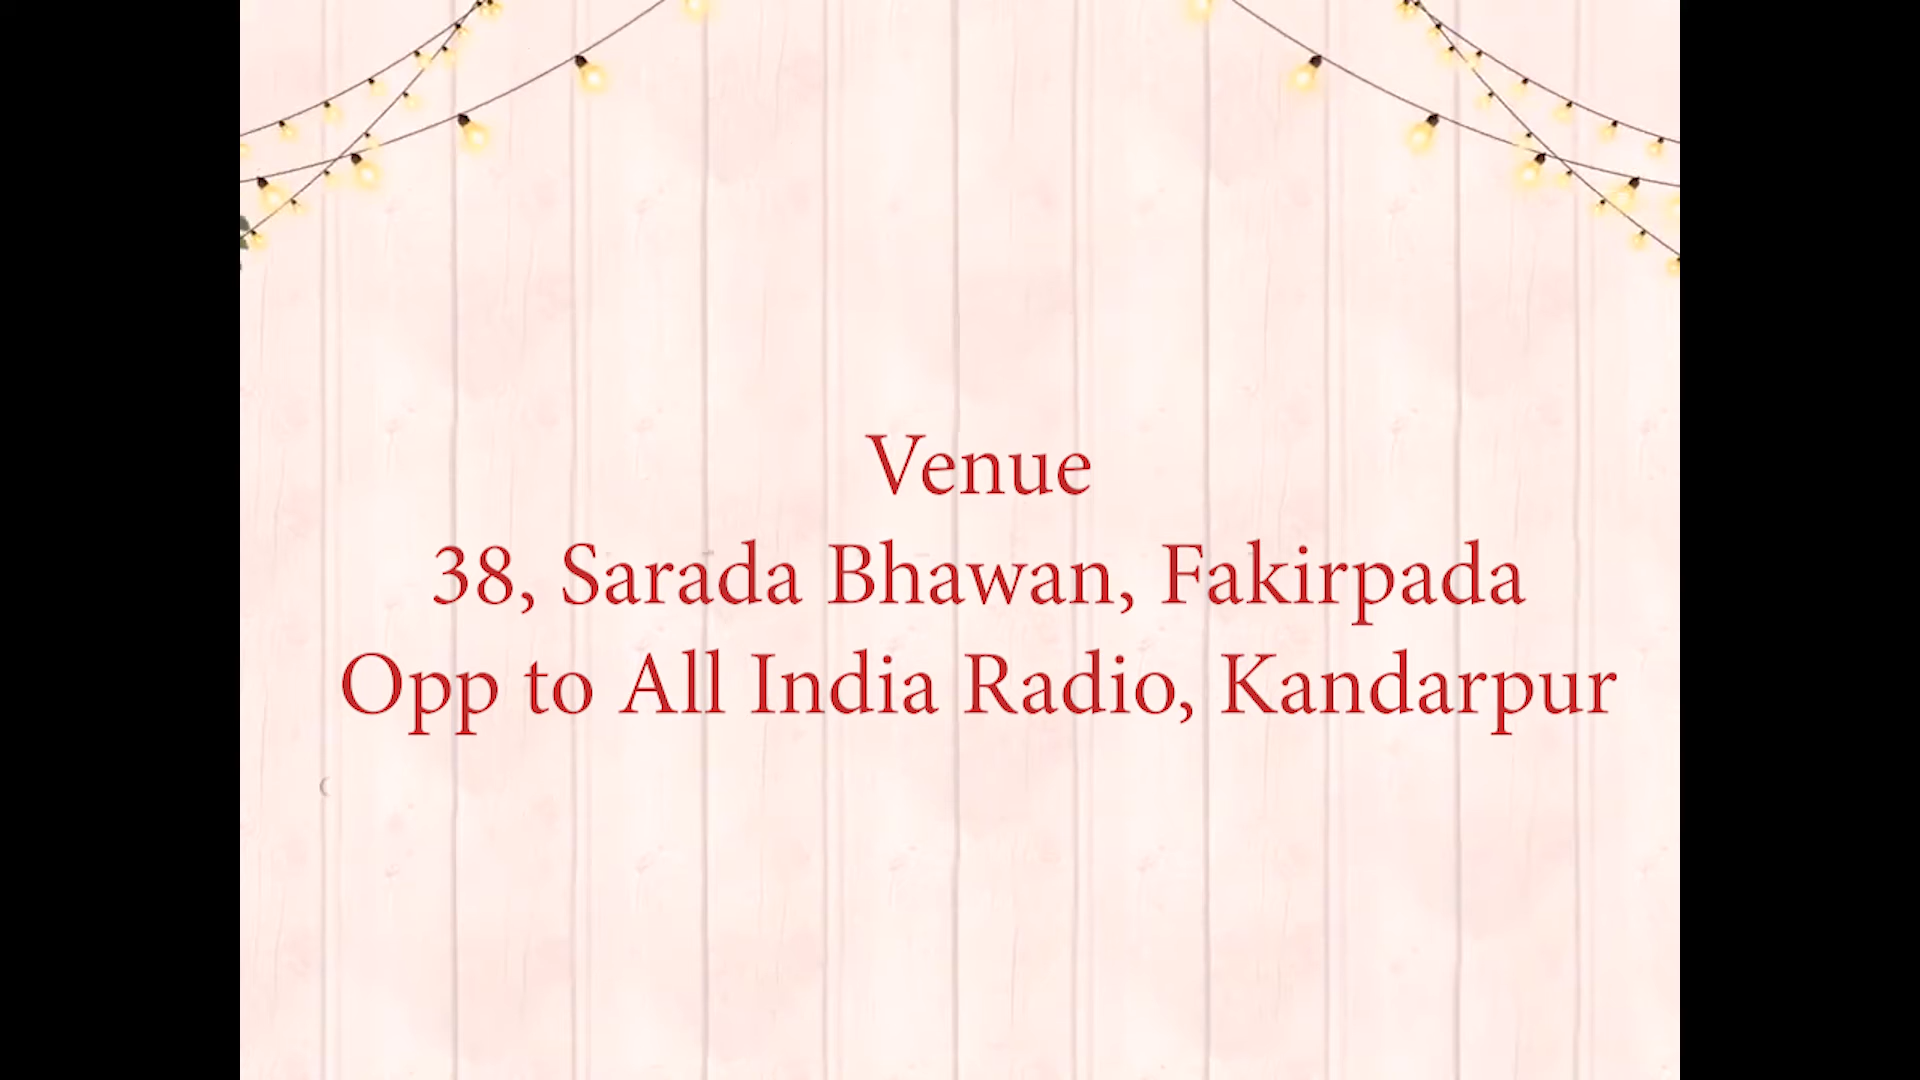 Venue
38, Sarada Bhawan, Fakirpada
Opp to All India Radio, Kandarpur